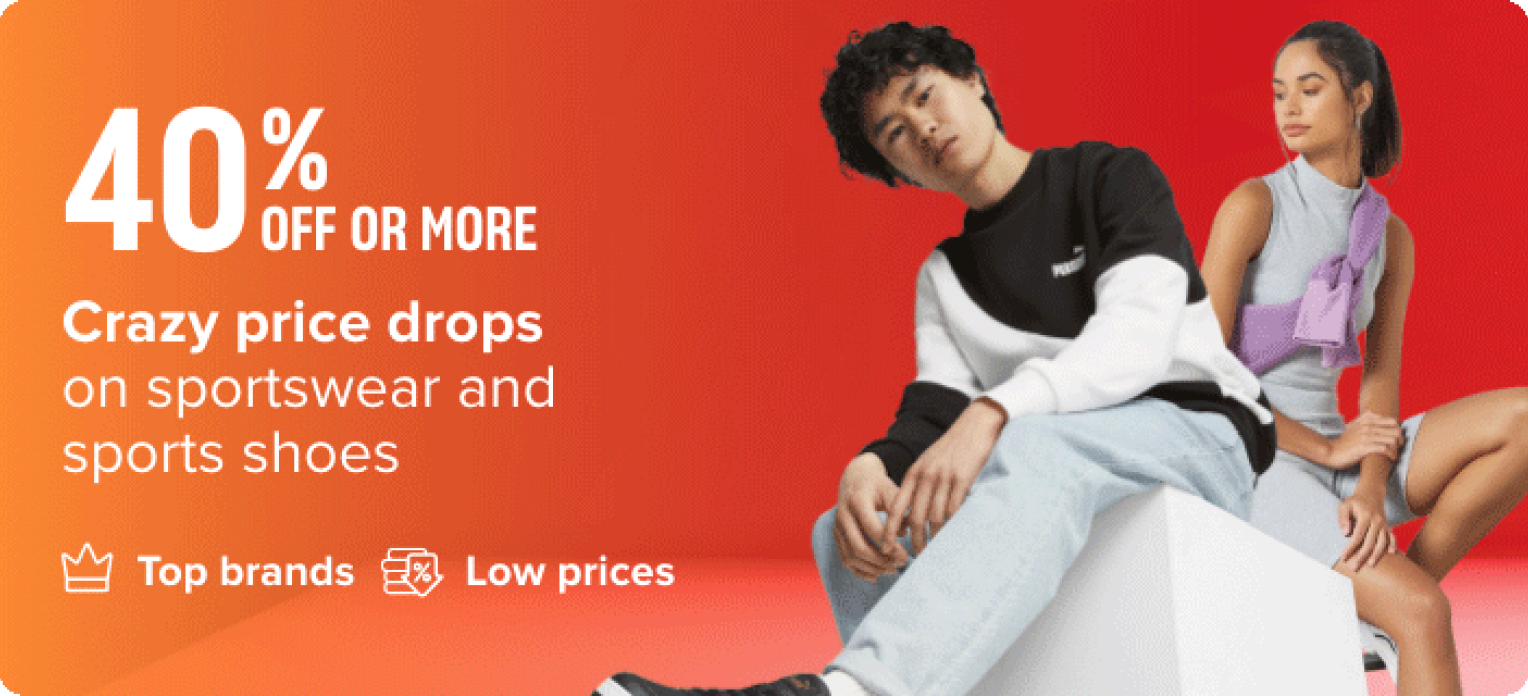 40%
OFF OR MORE
Crazy price drops
on sportswear and
sports shoes
Top brands
Low prices
%